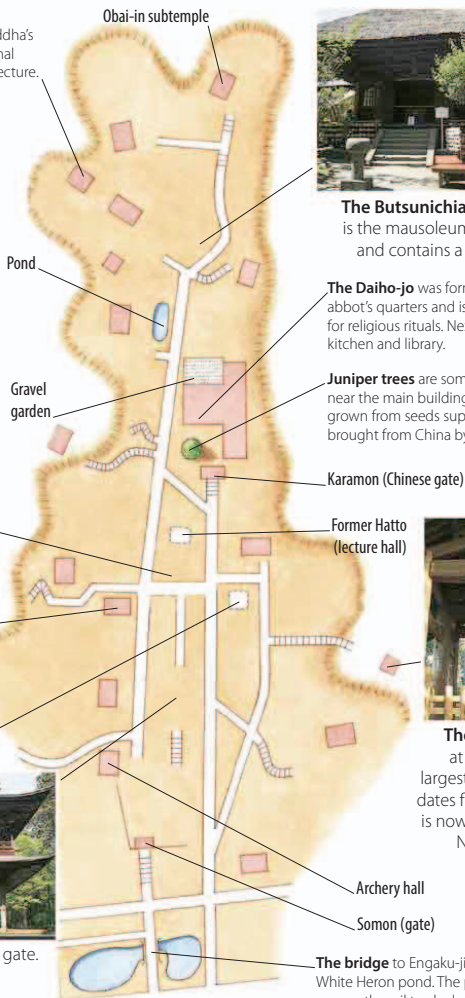 Obai-in subtemple
ddha's
nal
ecture.
The Butsunichia
is the mausoleum
and contains a
Pond
The Daiho-jo was for
abbot's quarters and is
for religious rituals. Ne
kitchen and library.
Juniper trees are som
near the main building
grown from seeds sup
brought from China by
Gravel
garden
Karamon (Chinese gate)
Former Hatto
(lecture hall)
The
at
largest
dates f
is now
N
Archery hall
Somon (gate)
gate.
The bridge to Engaku-ji
White Heron pond. The